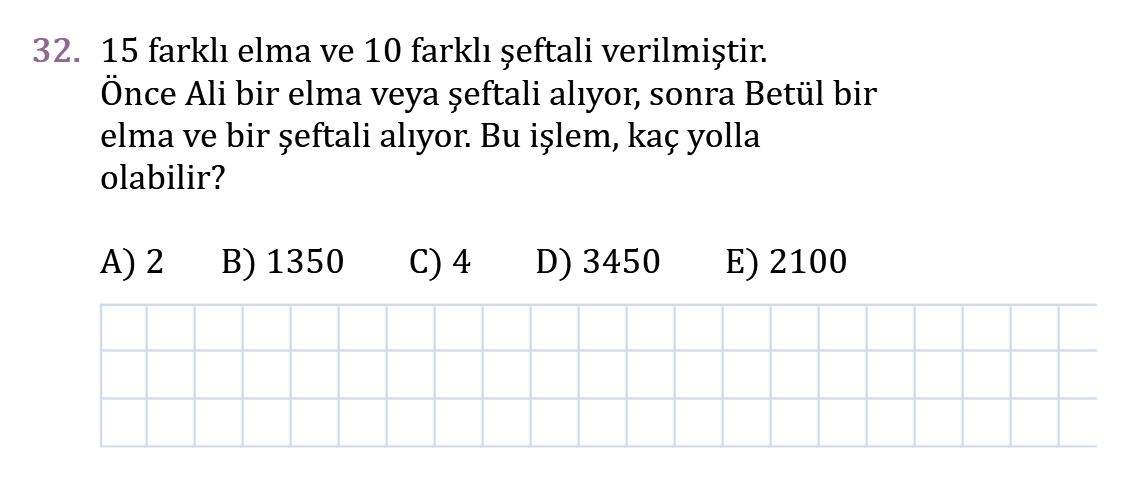 32. 15 farklı elma ve 10 farklı şeftali verilmiştir.
Önce Ali bir elma veya şeftali alıyor, sonra Betül bir
elma ve bir şeftali alıyor. Bu işlem, kaç yolla
olabilir?
A) 2 B) 1350 C) 4 D) 3450 E) 2100